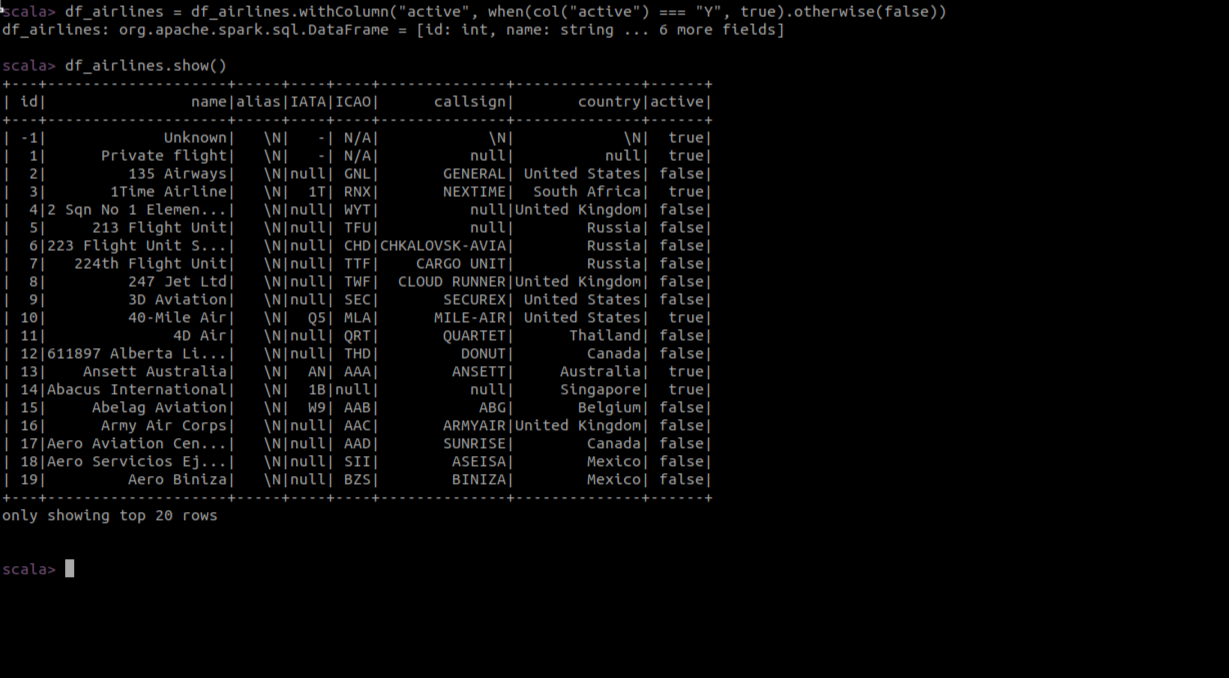 scala> df_airlines = df_airlines.withColumn("active", when(col("active") === "Y", true).otherwise(false))
df_airlines: org.apache.spark.sql.DataFrame = [id: int, name: string ... 6 more fields]
scala> df_airlines.show()
+---+--------------------+-----+----+----+--------------+--------------+------+
| id|                name|alias|IATA|ICAO|      callsign|       country|active|
+---+--------------------+-----+----+----+--------------+--------------+------+
| -1|             Unknown|   \N|   -| N/A|            \N|            \N|  true|
|  1|      Private flight|   \N|   -| N/A|          null|          null|  true|
|  2|         135 Airways|   \N|null| GNL|       GENERAL| United States| false|
|  3|       1Time Airline|   \N|  1T| RNX|      NEXTIME|  South Africa|  true|
|  4|2 Sqn No 1 Elemen...|   \N|null| WYT|          null|United Kingdom| false|
|  5|     213 Flight Unit|   \N|null| TFU|          null|        Russia| false|
|  6|223 Flight Unit S...|   \N|null| CHD|CHKALOVSK-AVIA|        Russia| false|
|  7|   224th Flight Unit|   \N|null| TTF|    CARGO UNIT|        Russia| false|
|  8|         247 Jet Ltd|   \N|null| TWF|  CLOUD RUNNER|United Kingdom| false|
|  9|         3D Aviation|   \N|null| SEC|       SECUREX| United States| false|
| 10|         40-Mile Air|   \N|  Q5| MLA|      MILE-AIR| United States|  true|
| 11|              4D Air|   \N|null| QRT|       QUARTET|      Thailand| false|
| 12|611897 Alberta Li...|   \N|null| THD|         DONUT|        Canada| false|
| 13|    Ansett Australia|   \N|  AN| AAA|        ANSETT|     Australia|  true|
| 14|Abacus International|   \N|  1B|null|          null|     Singapore|  true|
| 15|     Abelag Aviation|   \N|  W9| AAB|           ABG|       Belgium| false|
| 16|      Army Air Corps|   \N|null| AAC|       ARMYAIR|United Kingdom| false|
| 17|Aero Aviation Cen...|   \N|null| AAD|       SUNRISE|        Canada| false|
| 18|Aero Servicios Ej...|   \N|null| SII|        ASEISA|        Mexico| false|
| 19|         Aero Biniza|   \N|null| BZS|        BINIZA|        Mexico| false|
+---+--------------------+-----+----+----+--------------+--------------+------+
only showing top 20 rows
scala>